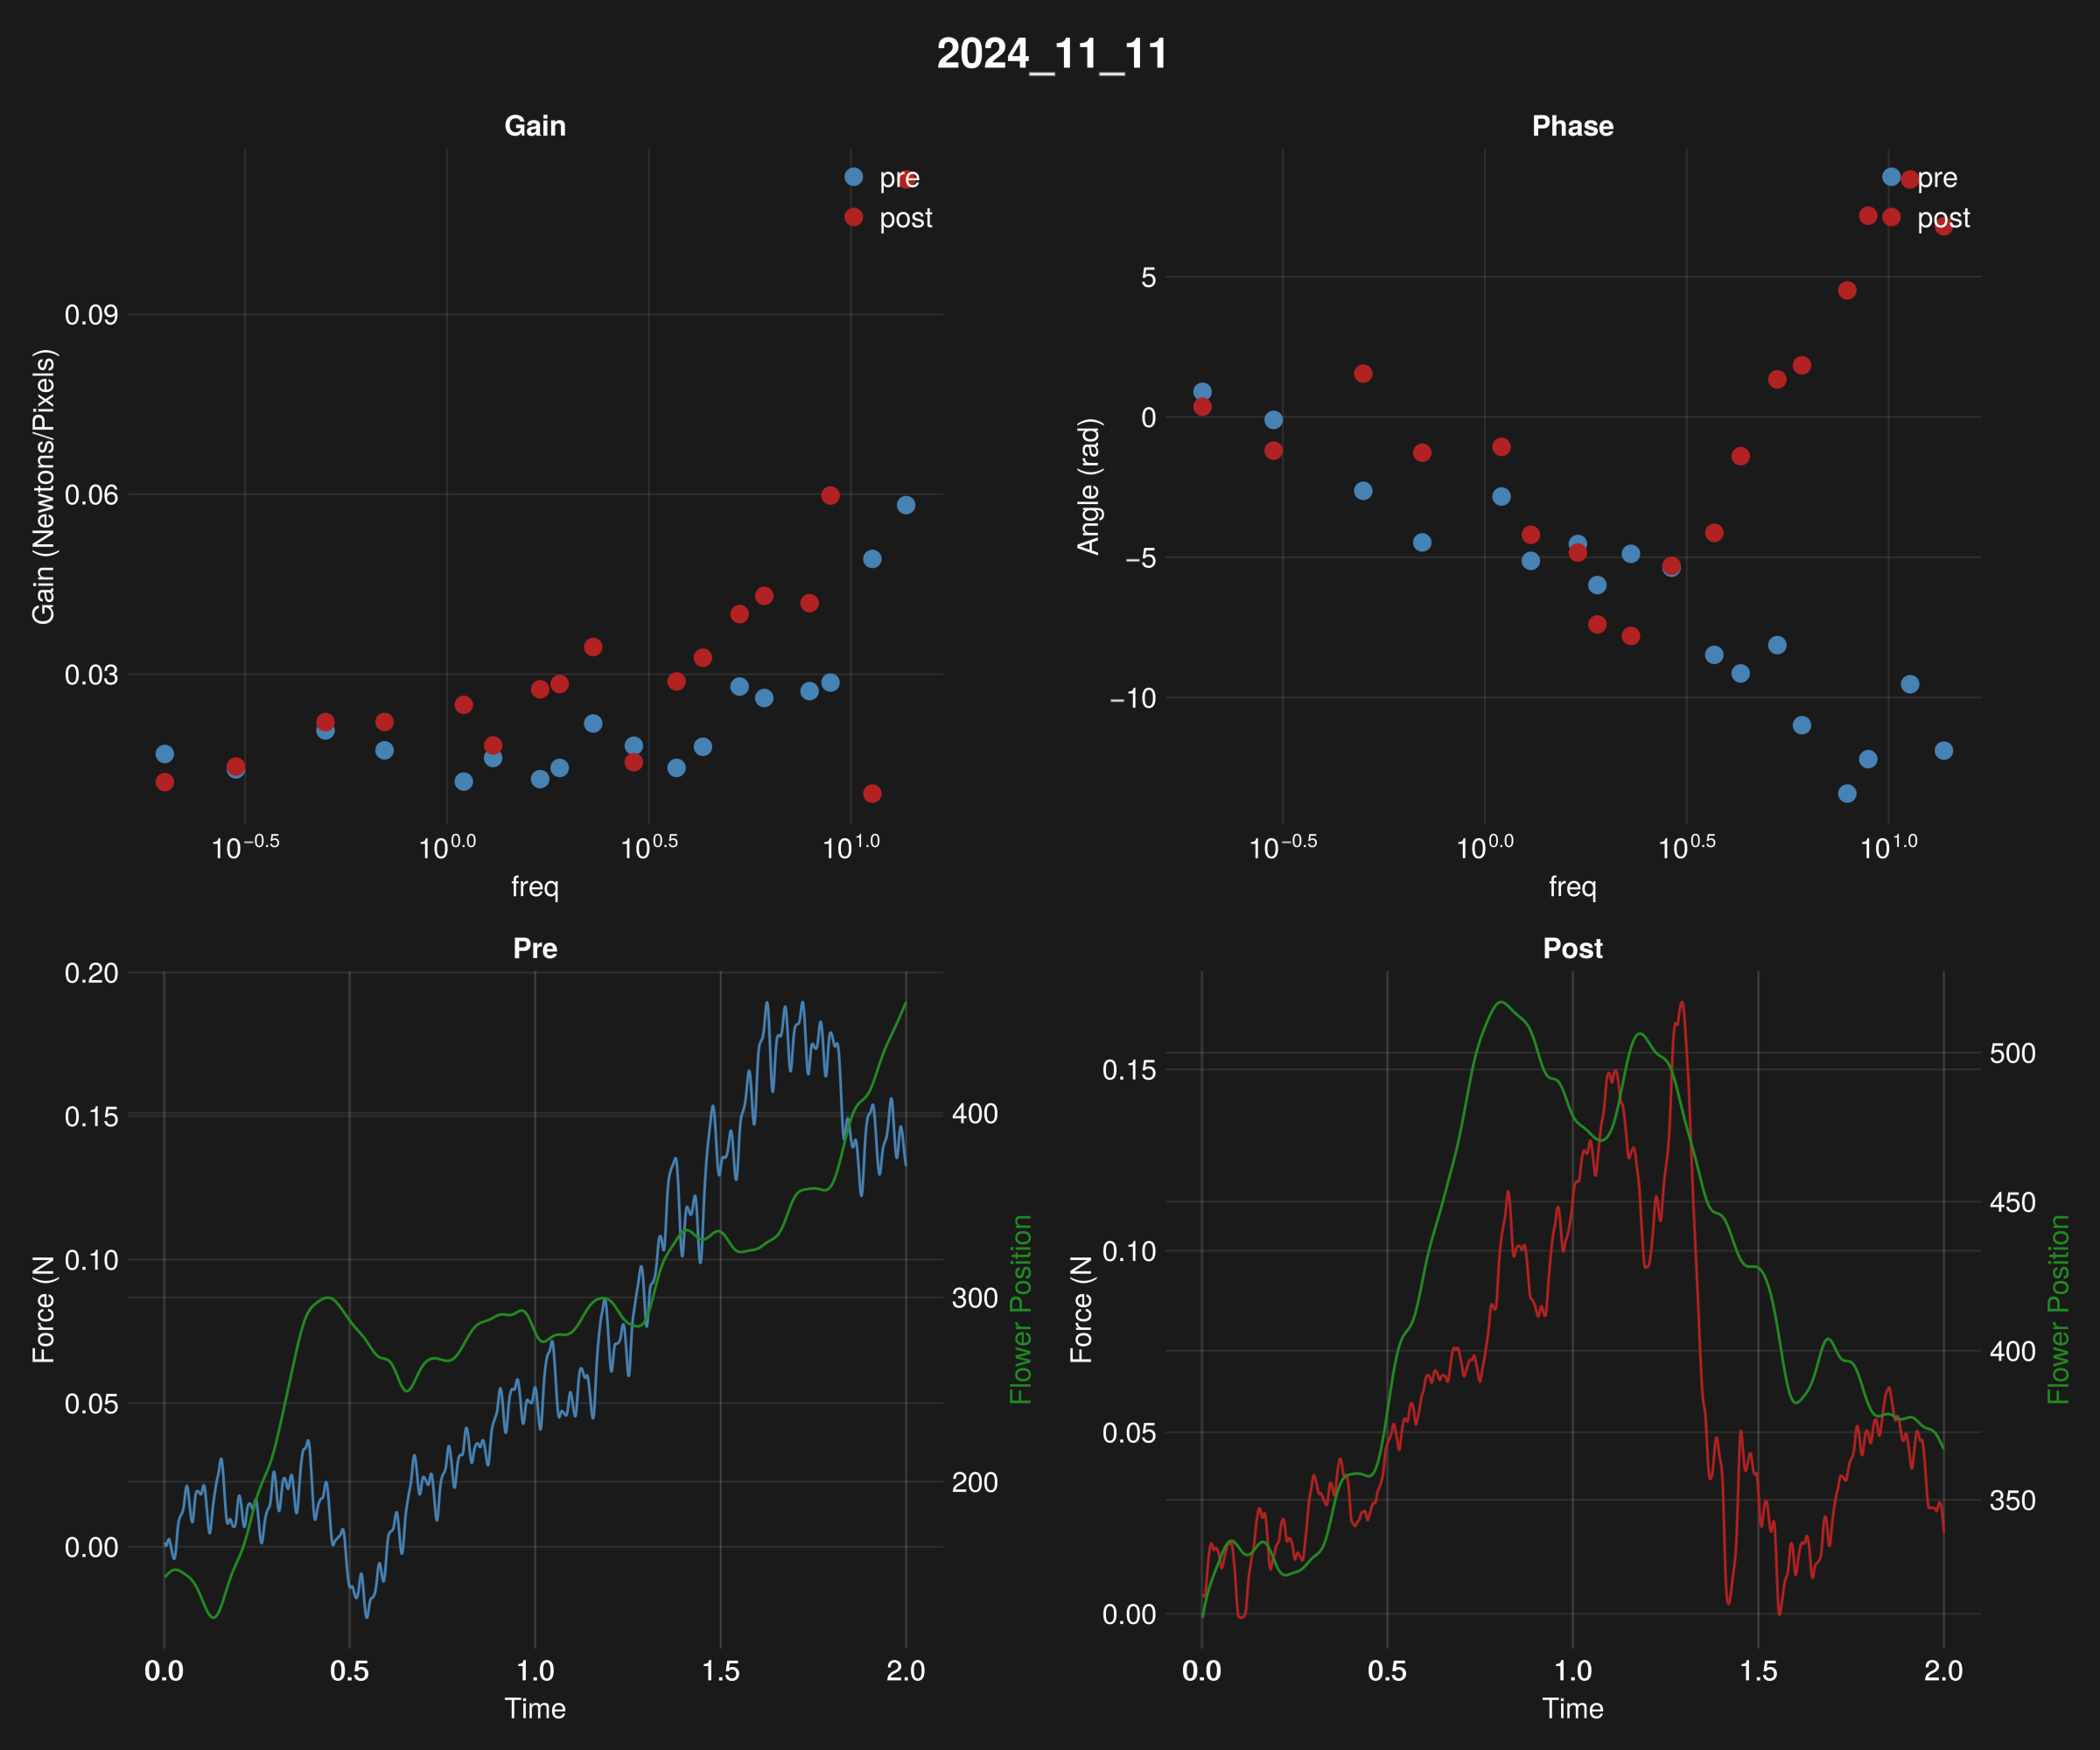 2024_11_11
Gain
pre
post
0.09
0.06
0.03
Gain (Newtons/Pixels)
10^−0.5 10^0.0 10^0.5 10^1.0
freq
Phase
pre
post
5
0
−5
−10
Angle (rad)
10^−0.5 10^0.0 10^0.5 10^1.0
freq
Pre
0.20
0.15
0.10
0.05
0.00
Force (N
400
300
200
Flower Position
0.0 0.5 1.0 1.5 2.0
Time
Post
0.15
0.10
0.05
0.00
Force (N
500
450
400
350
Flower Position
0.0 0.5 1.0 1.5 2.0
Time